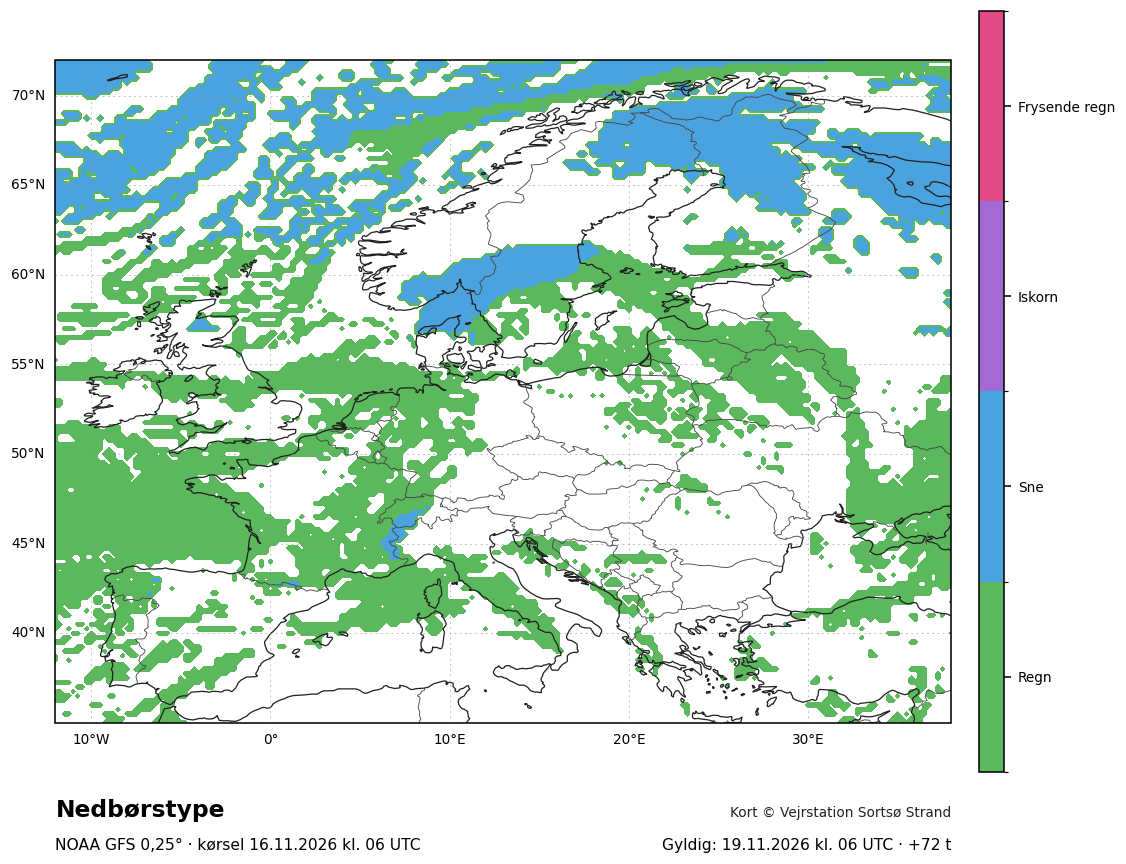 Frysende regn
Iskorn
Sne
Regn
70°N
65°N
60°N
55°N
50°N
45°N
40°N
10°W
0°
10°E
20°E
30°E
Nedbørstype
Kort © Vejrstation Sortsø Strand
NOAA GFS 0,25° · kørsel 16.11.2026 kl. 06 UTC
Gyldig: 19.11.2026 kl. 06 UTC · +72 t